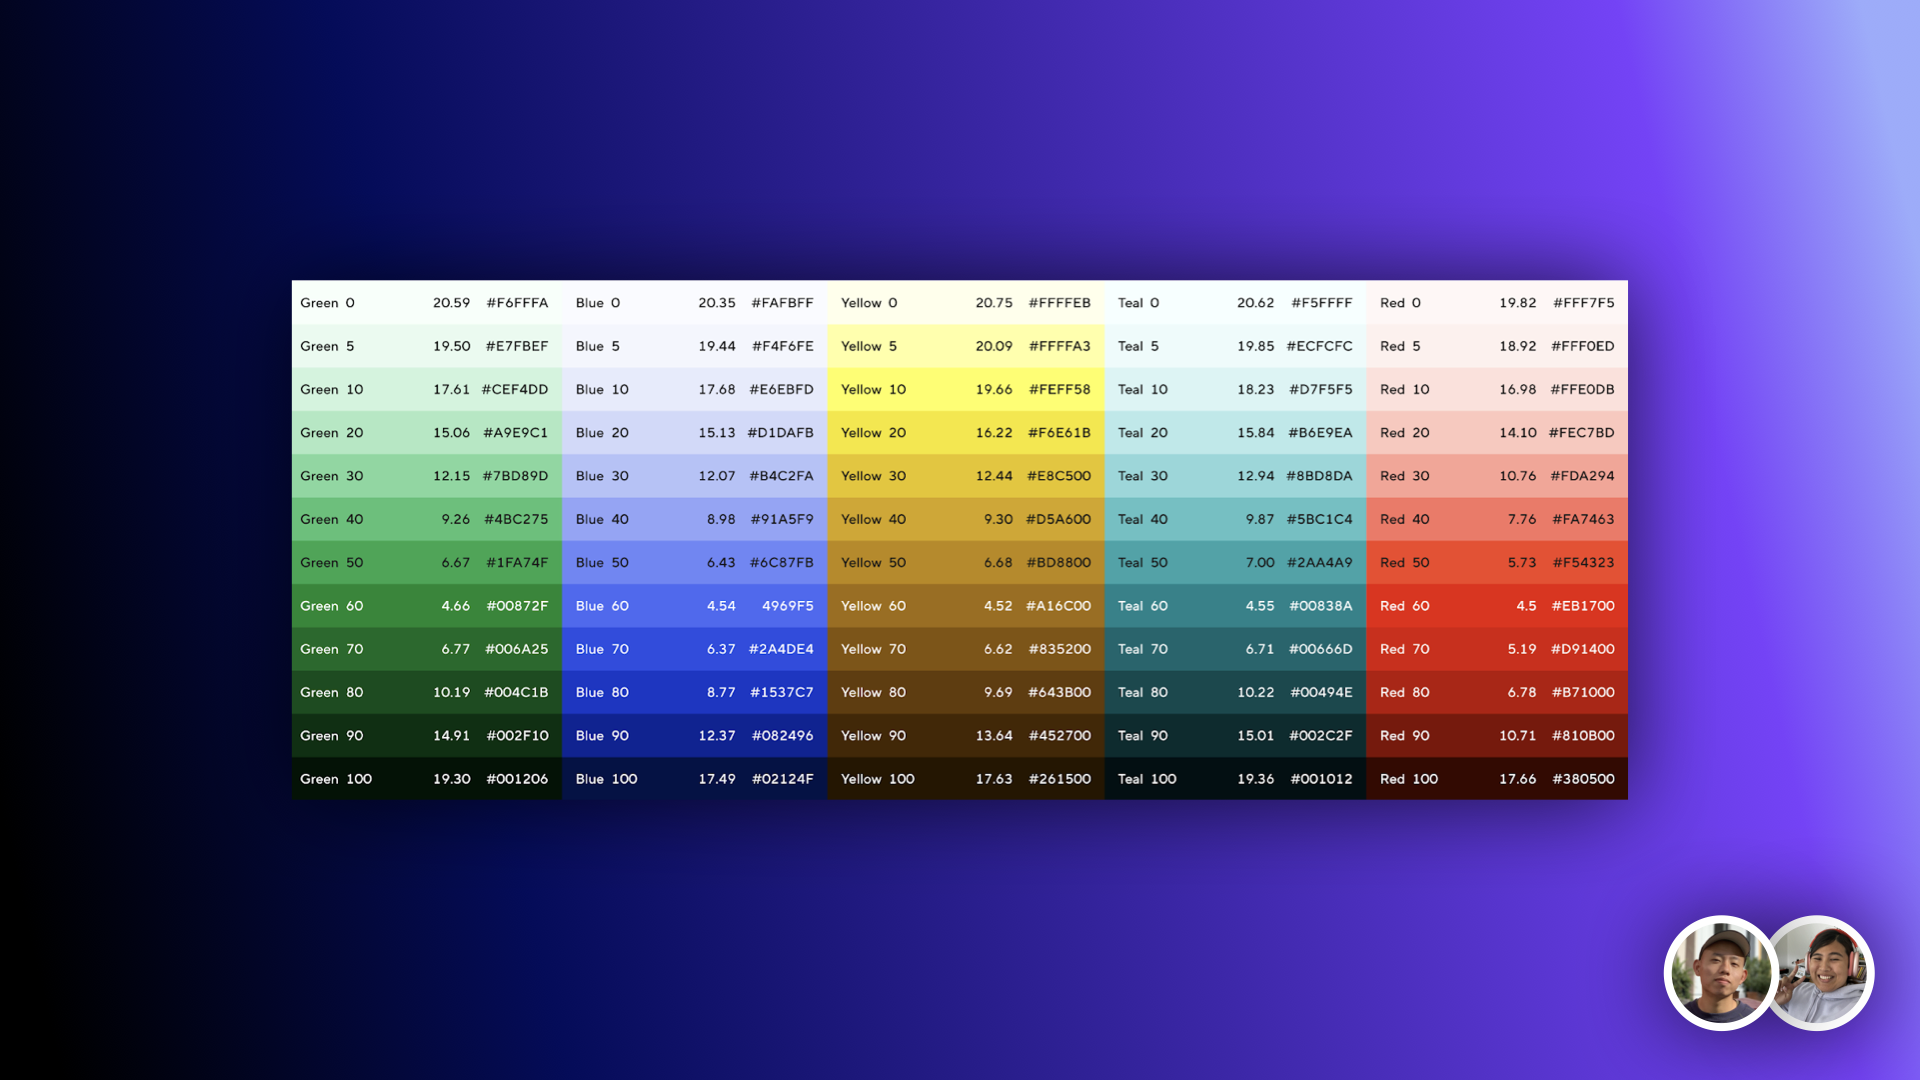 Green 0 20.59 #F6FFFA Blue 0 20.35 #FAFBFF Yellow 0 20.75 #FFFFEB Teal 0 20.62 #F5FFFF Red 0 19.82 #FFF7F5
Green 5 19.50 #E7FBEF Blue 5 19.44 #F4F6FE Yellow 5 20.09 #FFFFA3 Teal 5 19.85 #ECFCFC Red 5 18.92 #FFF0ED
Green 10 17.61 #CEF4DD Blue 10 17.68 #E6EBFD Yellow 10 19.66 #FEFF58 Teal 10 18.23 #D7F5F5 Red 10 16.98 #FFE0DB
Green 20 15.06 #A9E9C1 Blue 20 15.13 #D1DAFB Yellow 20 16.22 #F6E61B Teal 20 15.84 #B6E9EA Red 20 14.10 #FEC7BD
Green 30 12.15 #7BD89D Blue 30 12.07 #B4C2FA Yellow 30 12.44 #E8C500 Teal 30 12.94 #8BD8DA Red 30 10.76 #FDA294
Green 40 9.26 #4BC275 Blue 40 8.98 #91A5F9 Yellow 40 9.30 #D5A600 Teal 40 9.87 #5BC1C4 Red 40 7.76 #FA7463
Green 50 6.67 #1FA74F Blue 50 6.43 #6C87FB Yellow 50 6.68 #BD8800 Teal 50 7.00 #2AA4A9 Red 50 5.73 #F54323
Green 60 4.66 #00872F Blue 60 4.54 4969F5 Yellow 60 4.52 #A16C00 Teal 60 4.55 #00838A Red 60 4.5 #EB1700
Green 70 6.77 #006A25 Blue 70 6.37 #2A4DE4 Yellow 70 6.62 #835200 Teal 70 6.71 #00666D Red 70 5.19 #D91400
Green 80 10.19 #004C1B Blue 80 8.77 #1537C7 Yellow 80 9.69 #643B00 Teal 80 10.22 #00494E Red 80 6.78 #B71000
Green 90 14.91 #002F10 Blue 90 12.37 #082496 Yellow 90 13.64 #452700 Teal 90 15.01 #002C2F Red 90 10.71 #810B00
Green 100 19.30 #001206 Blue 100 17.49 #02124F Yellow 100 17.63 #261500 Teal 100 19.36 #001012 Red 100 17.66 #380500